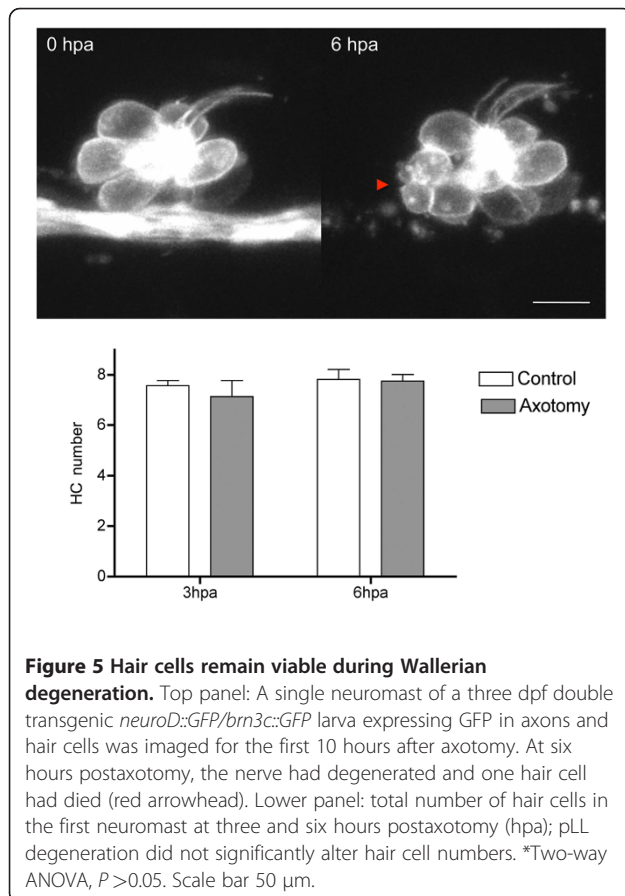 0 hpa
6 hpa
8
6
4
2
0
HC number
3hpa
6hpa
Control
Axotomy
Figure 5 Hair cells remain viable during Wallerian
degeneration. Top panel: A single neuromast of a three dpf double
transgenic neuroD::GFP/brn3c::GFP larva expressing GFP in axons and
hair cells was imaged for the first 10 hours after axotomy. At six
hours postaxotomy, the nerve had degenerated and one hair cell
had died (red arrowhead). Lower panel: total number of hair cells in
the first neuromast at three and six hours postaxotomy (hpa); pLL
degeneration did not significantly alter hair cell numbers. *Two-way
ANOVA, P >0.05. Scale bar 50 μm.